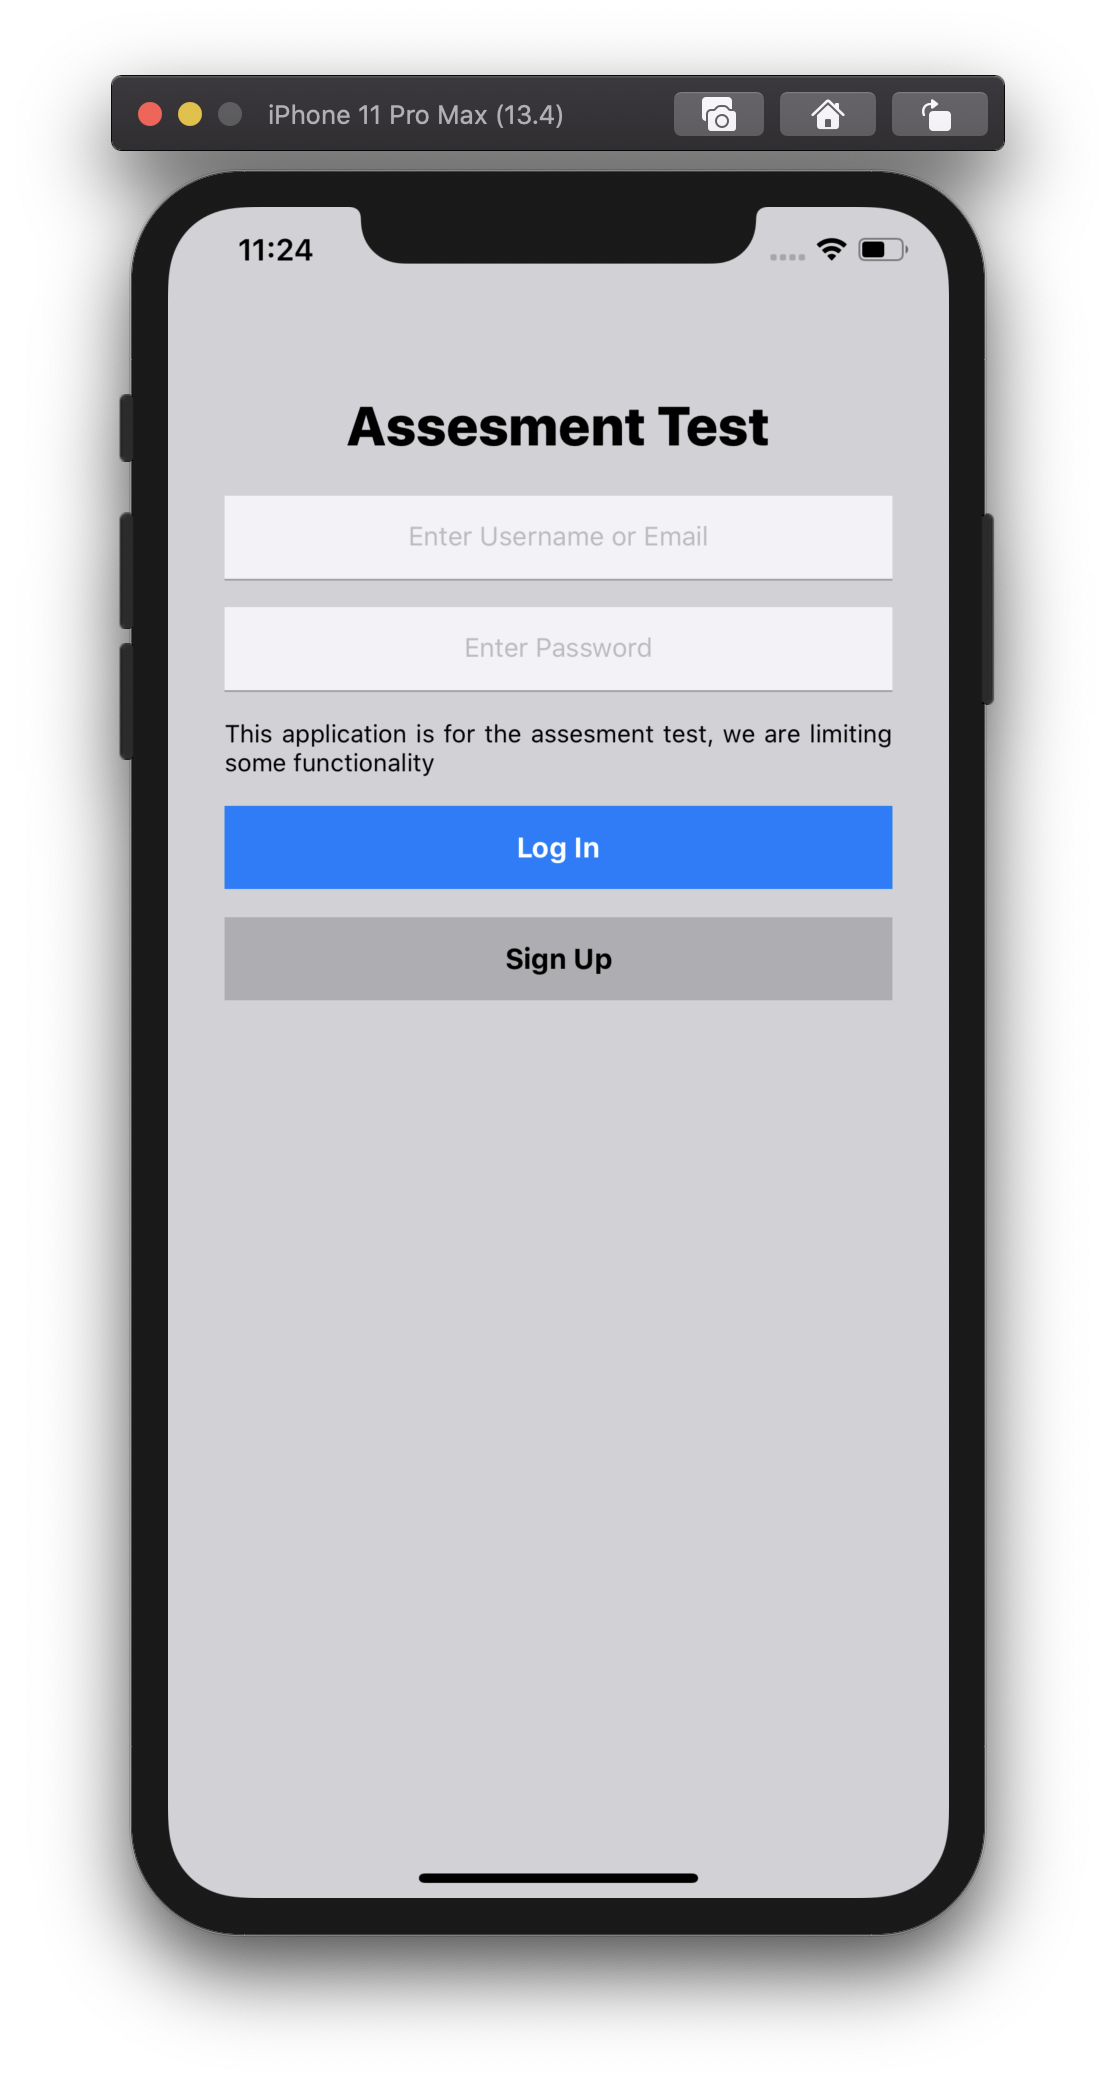 iPhone 11 Pro Max (13.4)
11:24
Assesment Test
Enter Username or Email
Enter Password
This application is for the assesment test, we are limiting
some functionality
Log In
Sign Up